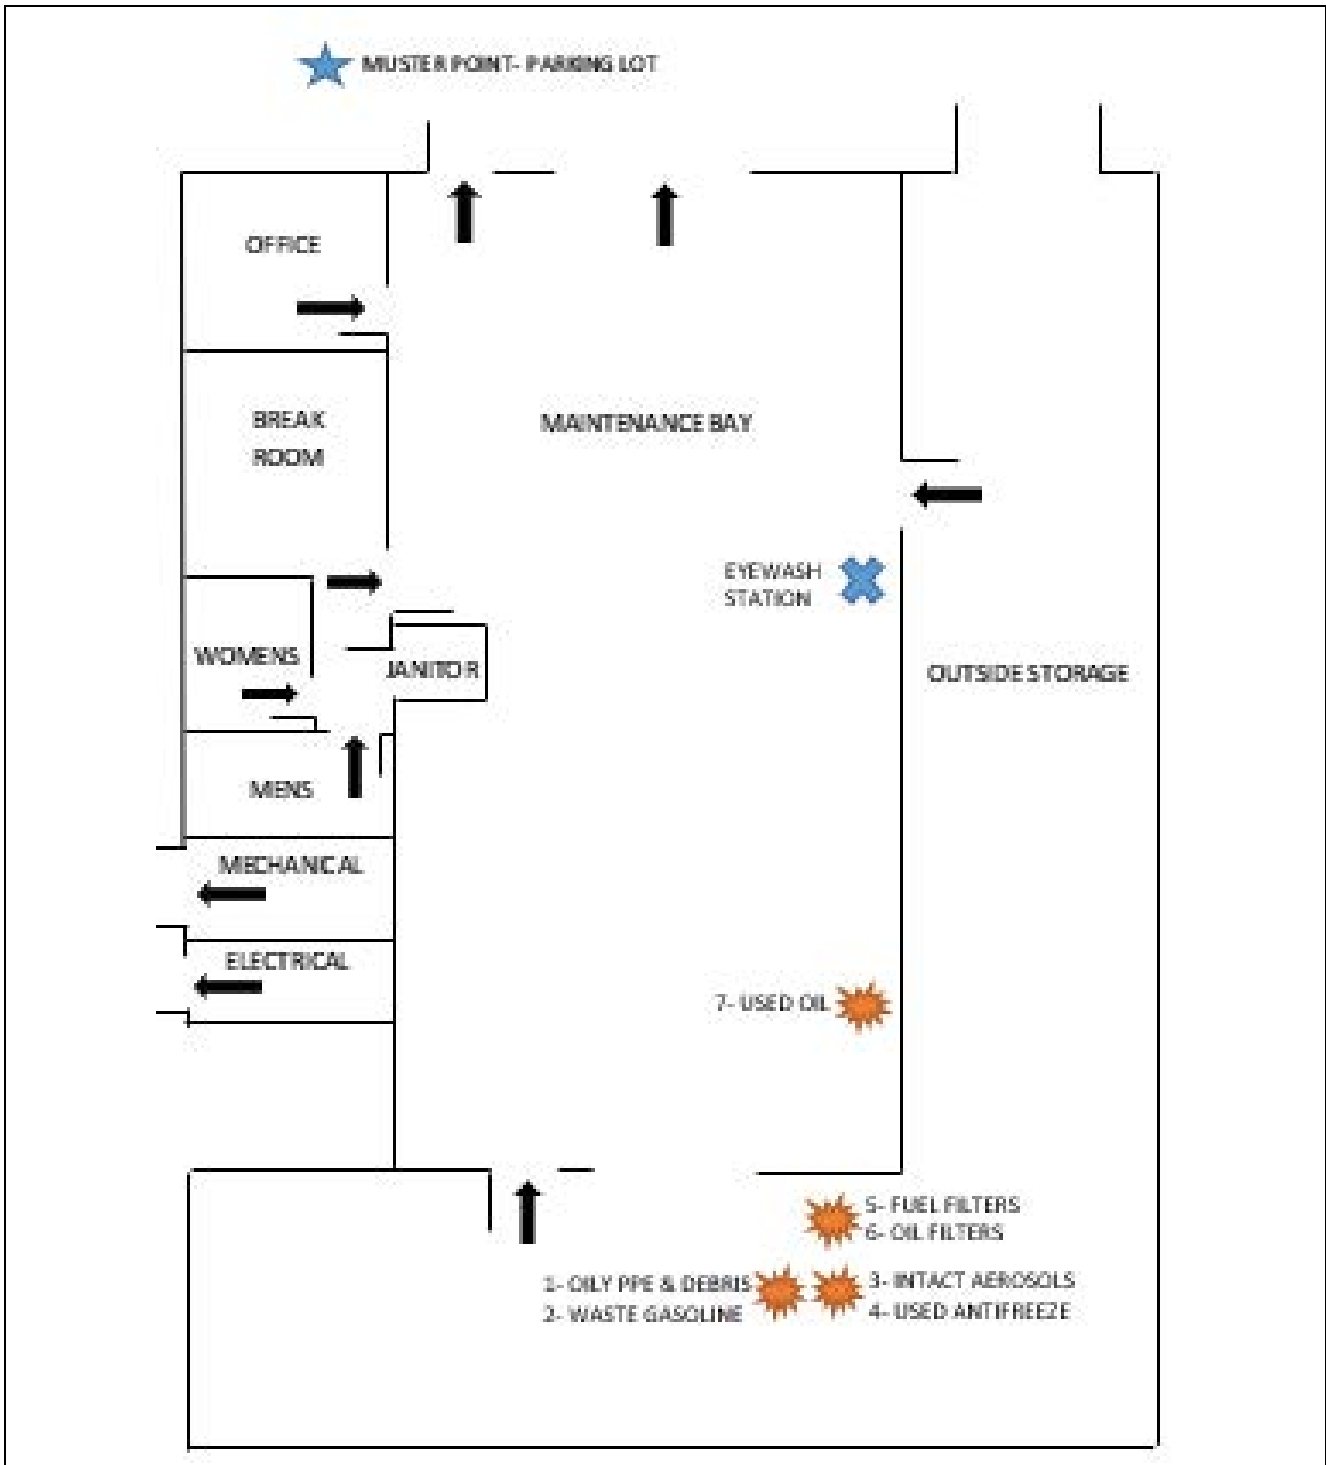 MUSTER POINT- PARKING LOT
OFFICE
BREAK
ROOM
MAINTENANCE BAY
EYEWASH
STATION
WOMENS
JANITOR
OUTSIDE STORAGE
MENS
MECHANICAL
ELECTRICAL
7- USED OIL
5- FUEL FILTERS
6- OIL FILTERS
1- OILY PPE & DEBRIS
2- WASTE GASOLINE
3- INTACT AEROSOLS
4- USED ANTIFREEZE